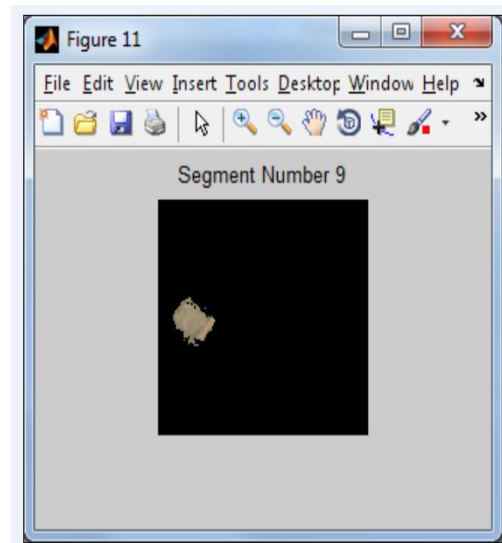 Figure 11
File Edit View Insert Tools Desktop Window Help
Segment Number 9